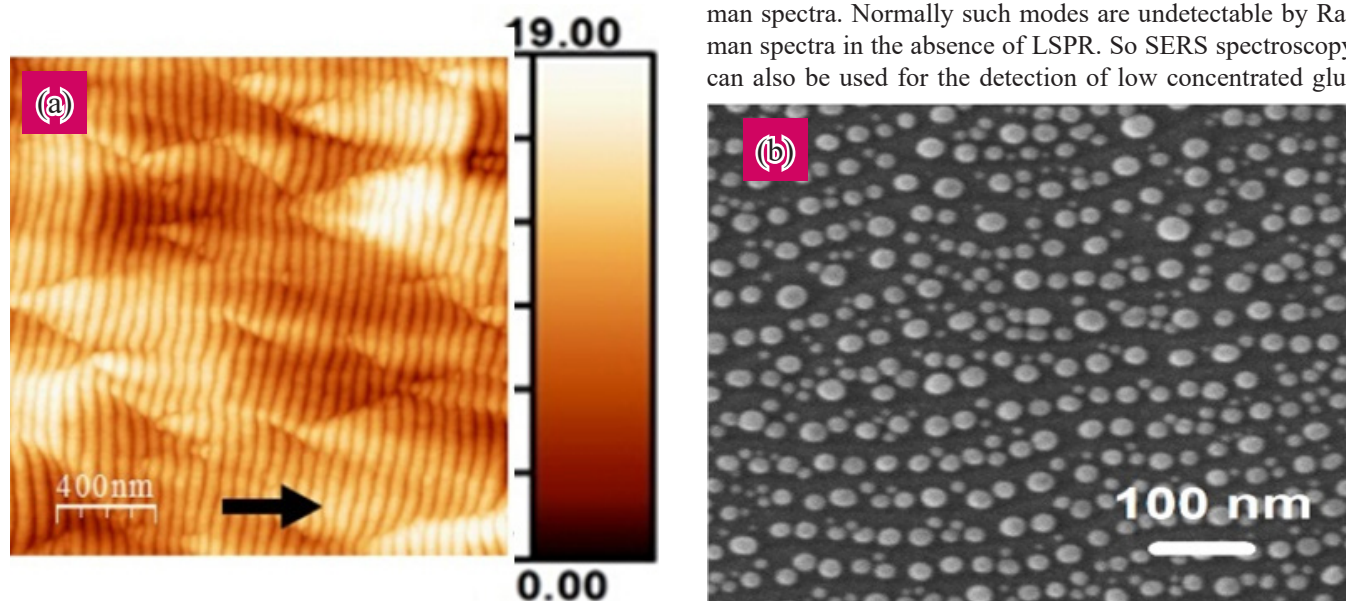 19.00
(a)
400nm
0.00
man spectra. Normally such modes are undetectable by Ra-
man spectra in the absence of LSPR. So SERS spectroscopy
can also be used for the detection of low concentrated glu-
(b)
100 nm